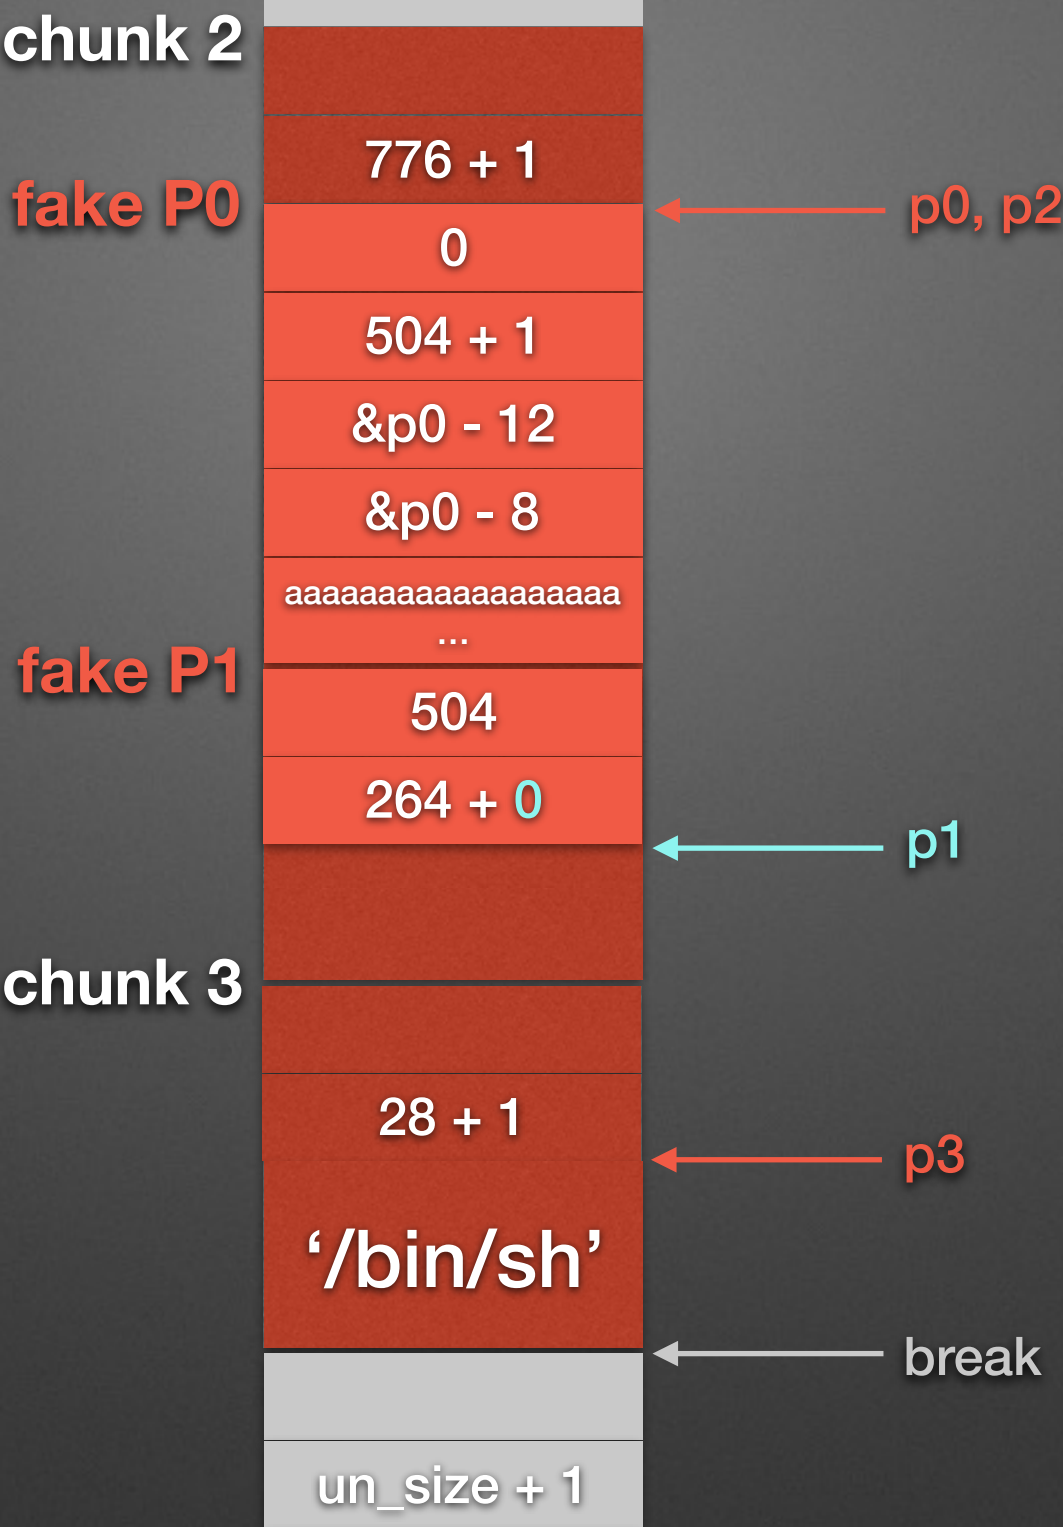 chunk 2
776 + 1
fake P0
p0, p2
0
504 + 1
&p0 - 12
&p0 - 8
aaaaaaaaaaaaaaaaaa
...
fake P1
504
264 + 0
p1
chunk 3
28 + 1
p3
‘/bin/sh’
break
un_size + 1